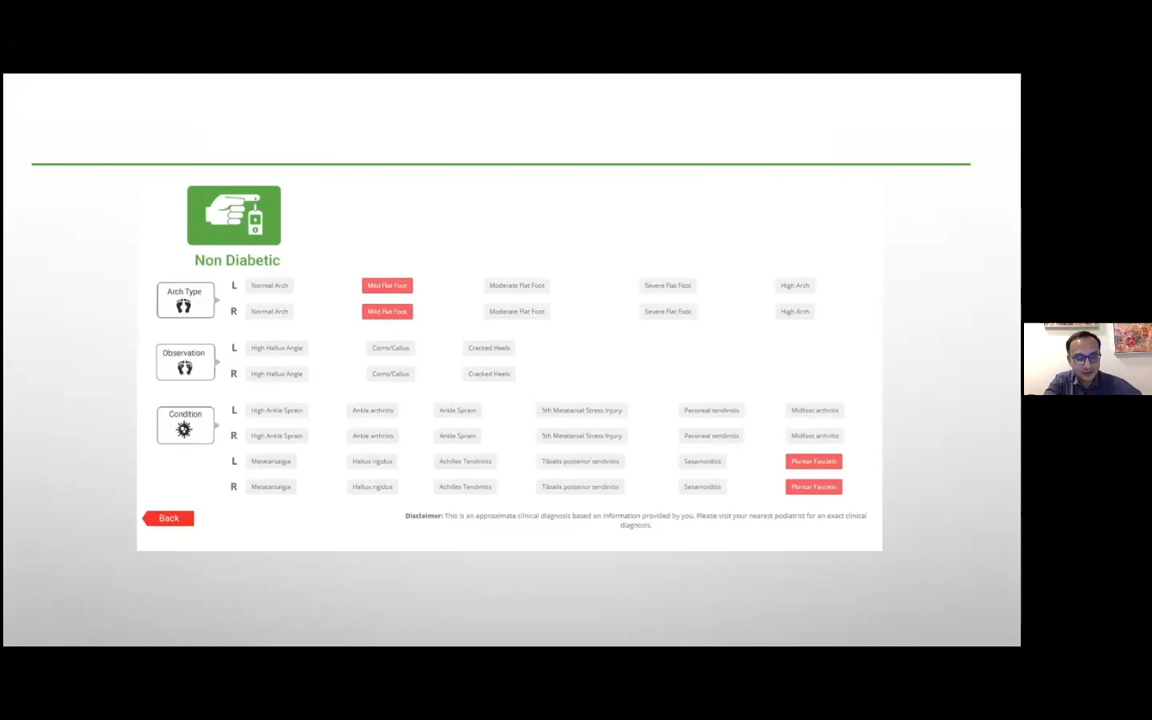 Non Diabetic
Arch Type
L Normal Arch Mild Flat Foot Moderate Flat Foot Severe Flat Foot High Arch
R Normal Arch Mild Flat Foot Moderate Flat Foot Severe Flat Foot High Arch
Observation
L High Hallux Angle Corns/Callus Cracked Heels
R High Hallux Angle Corns/Callus Cracked Heels
Condition
L High Ankle Sprain Ankle arthritis Ankle Sprain 5th Metatarsal Stress Injury Peroneal tendinitis Midfoot arthritis
R High Ankle Sprain Ankle arthritis Ankle Sprain 5th Metatarsal Stress Injury Peroneal tendinitis Midfoot arthritis
L Metatarsalgia Hallux rigidus Achilles Tendinitis Tibialis posterior tendinitis Sesamoiditis Plantar Fasciitis
R Metatarsalgia Hallux rigidus Achilles Tendinitis Tibialis posterior tendinitis Sesamoiditis Plantar Fasciitis
Back
Disclaimer: This is an approximate clinical diagnosis based on information provided by you. Please visit your nearest podiatrist for an exact clinical
diagnosis.